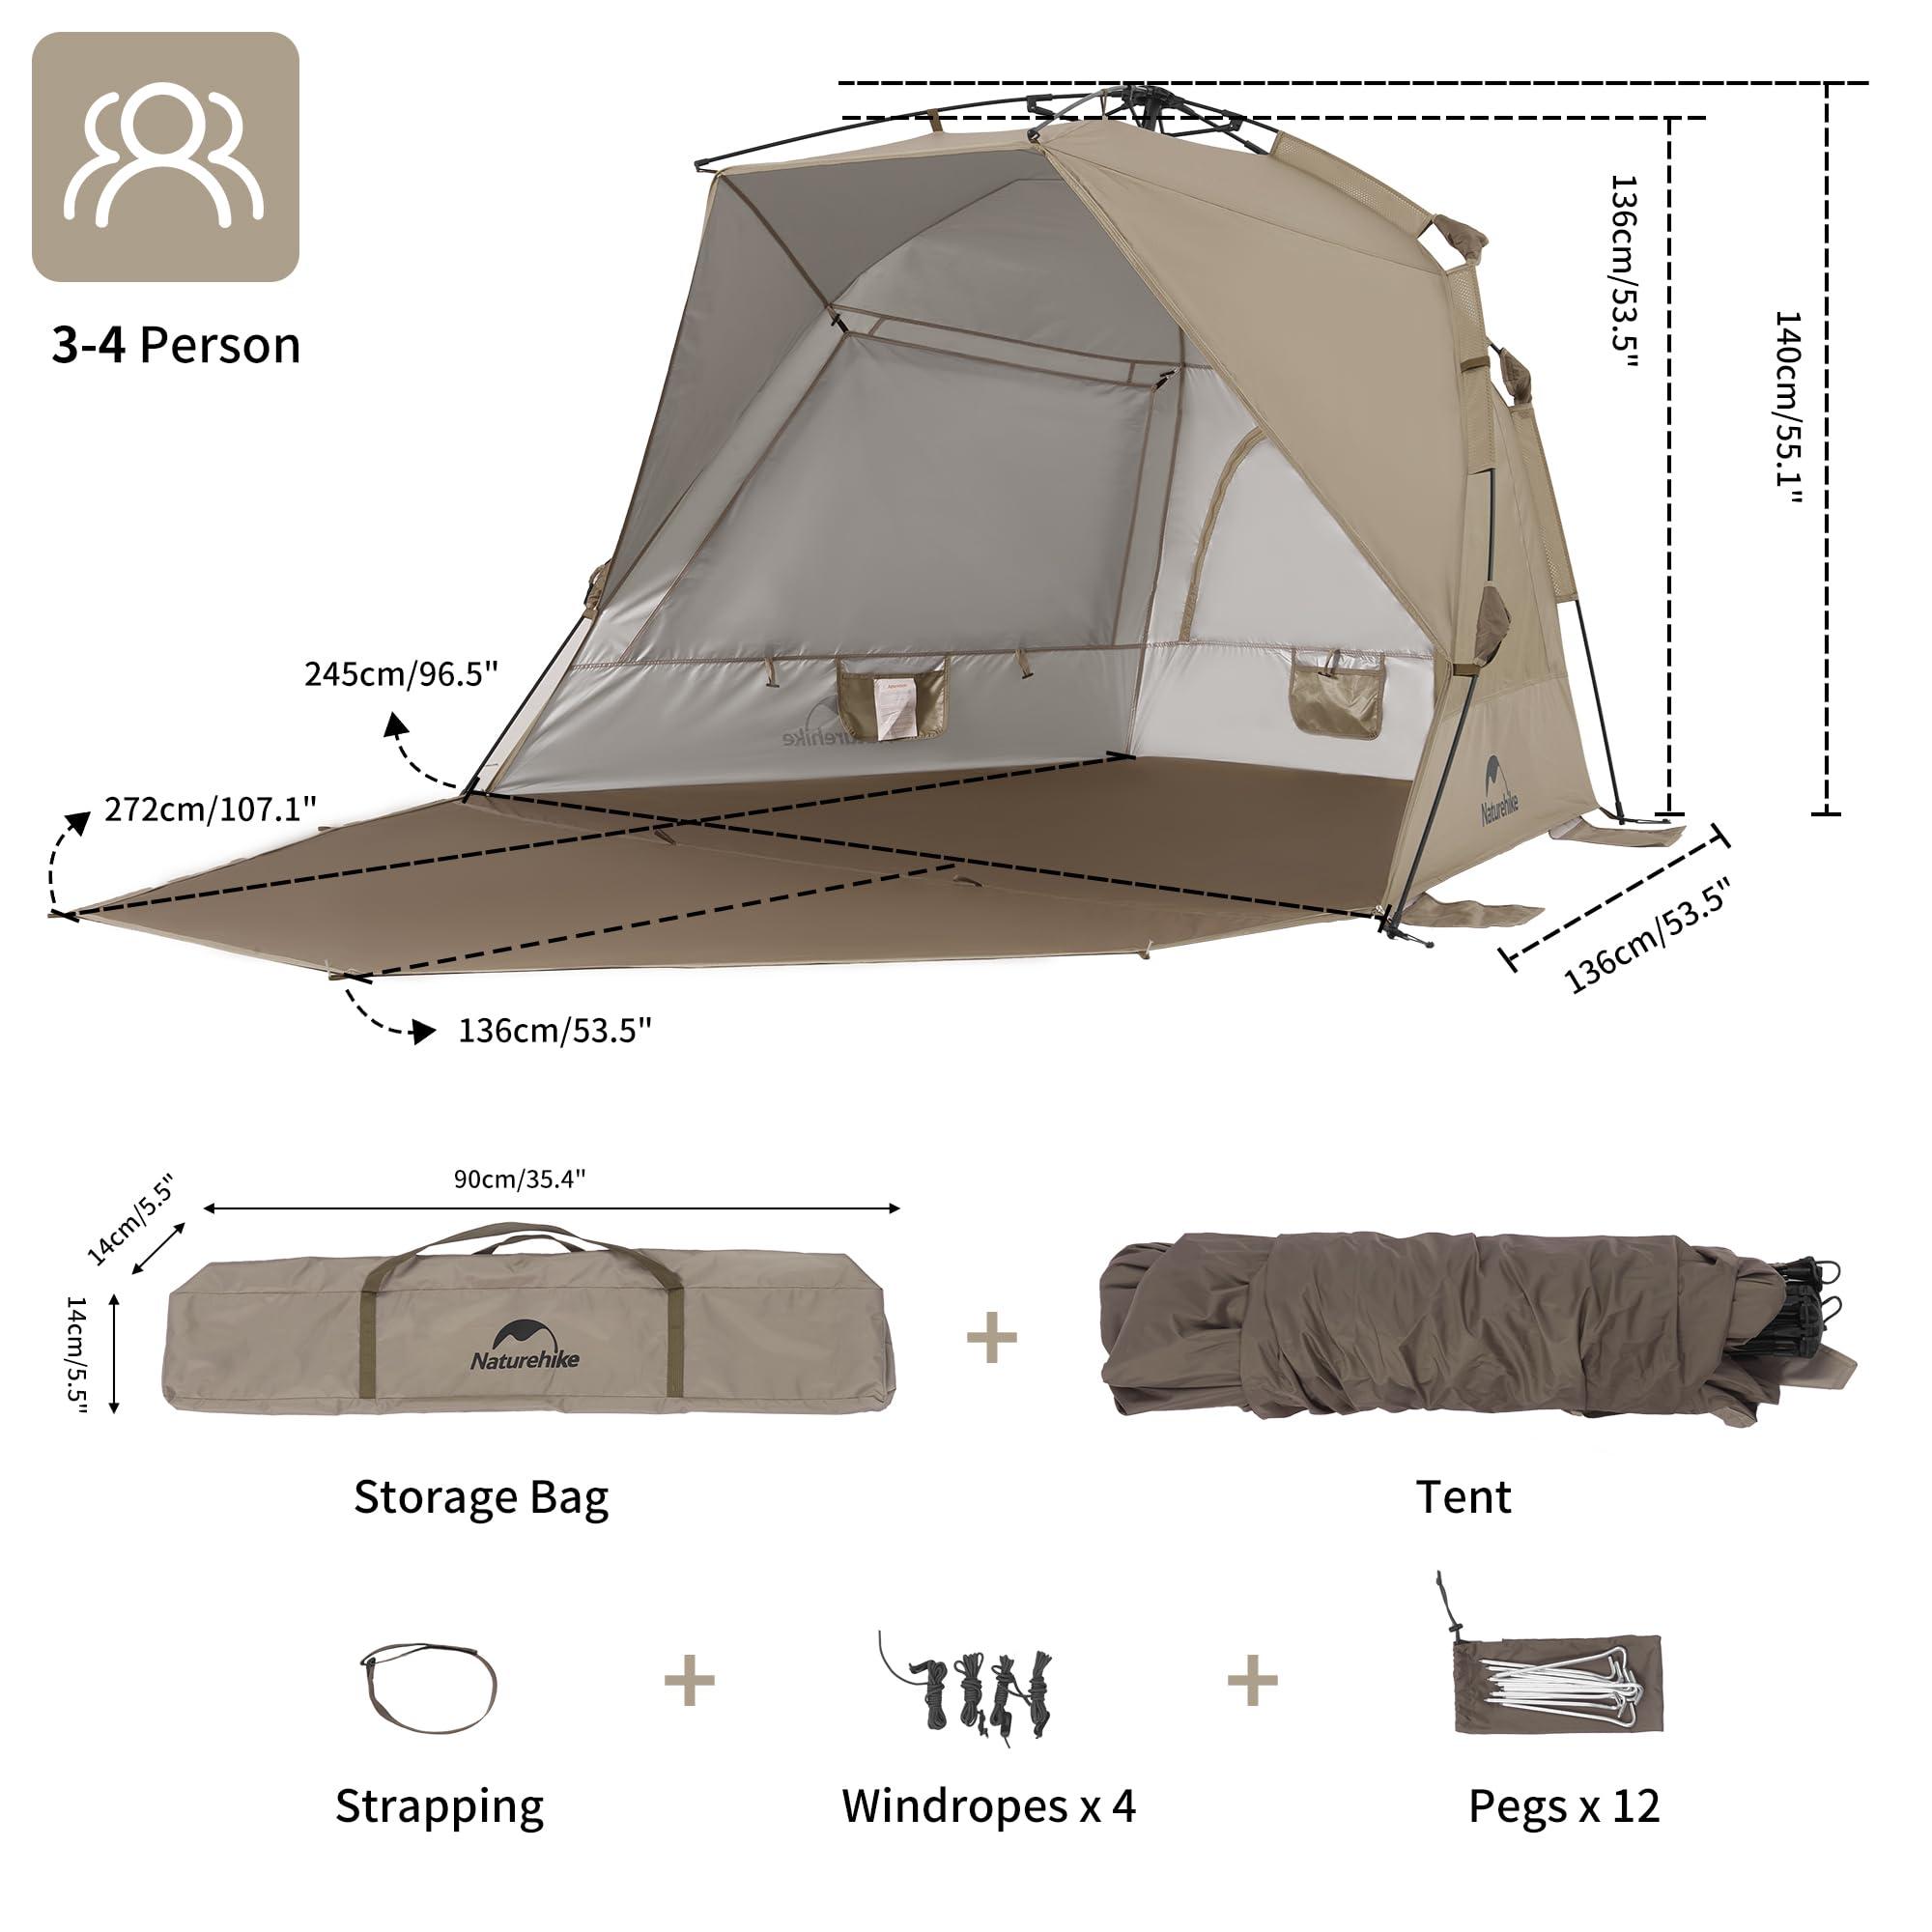 3-4 Person
136cm/53.5"
140cm/55.1"
245cm/96.5"
272cm/107.1"
Naturehike
Naturehike
136cm/53.5"
136cm/53.5"
90cm/35.4"
14cm/5.5"
14cm/5.5"
Naturehike
Storage Bag
Tent
Strapping
Windropes x 4
Pegs x 12